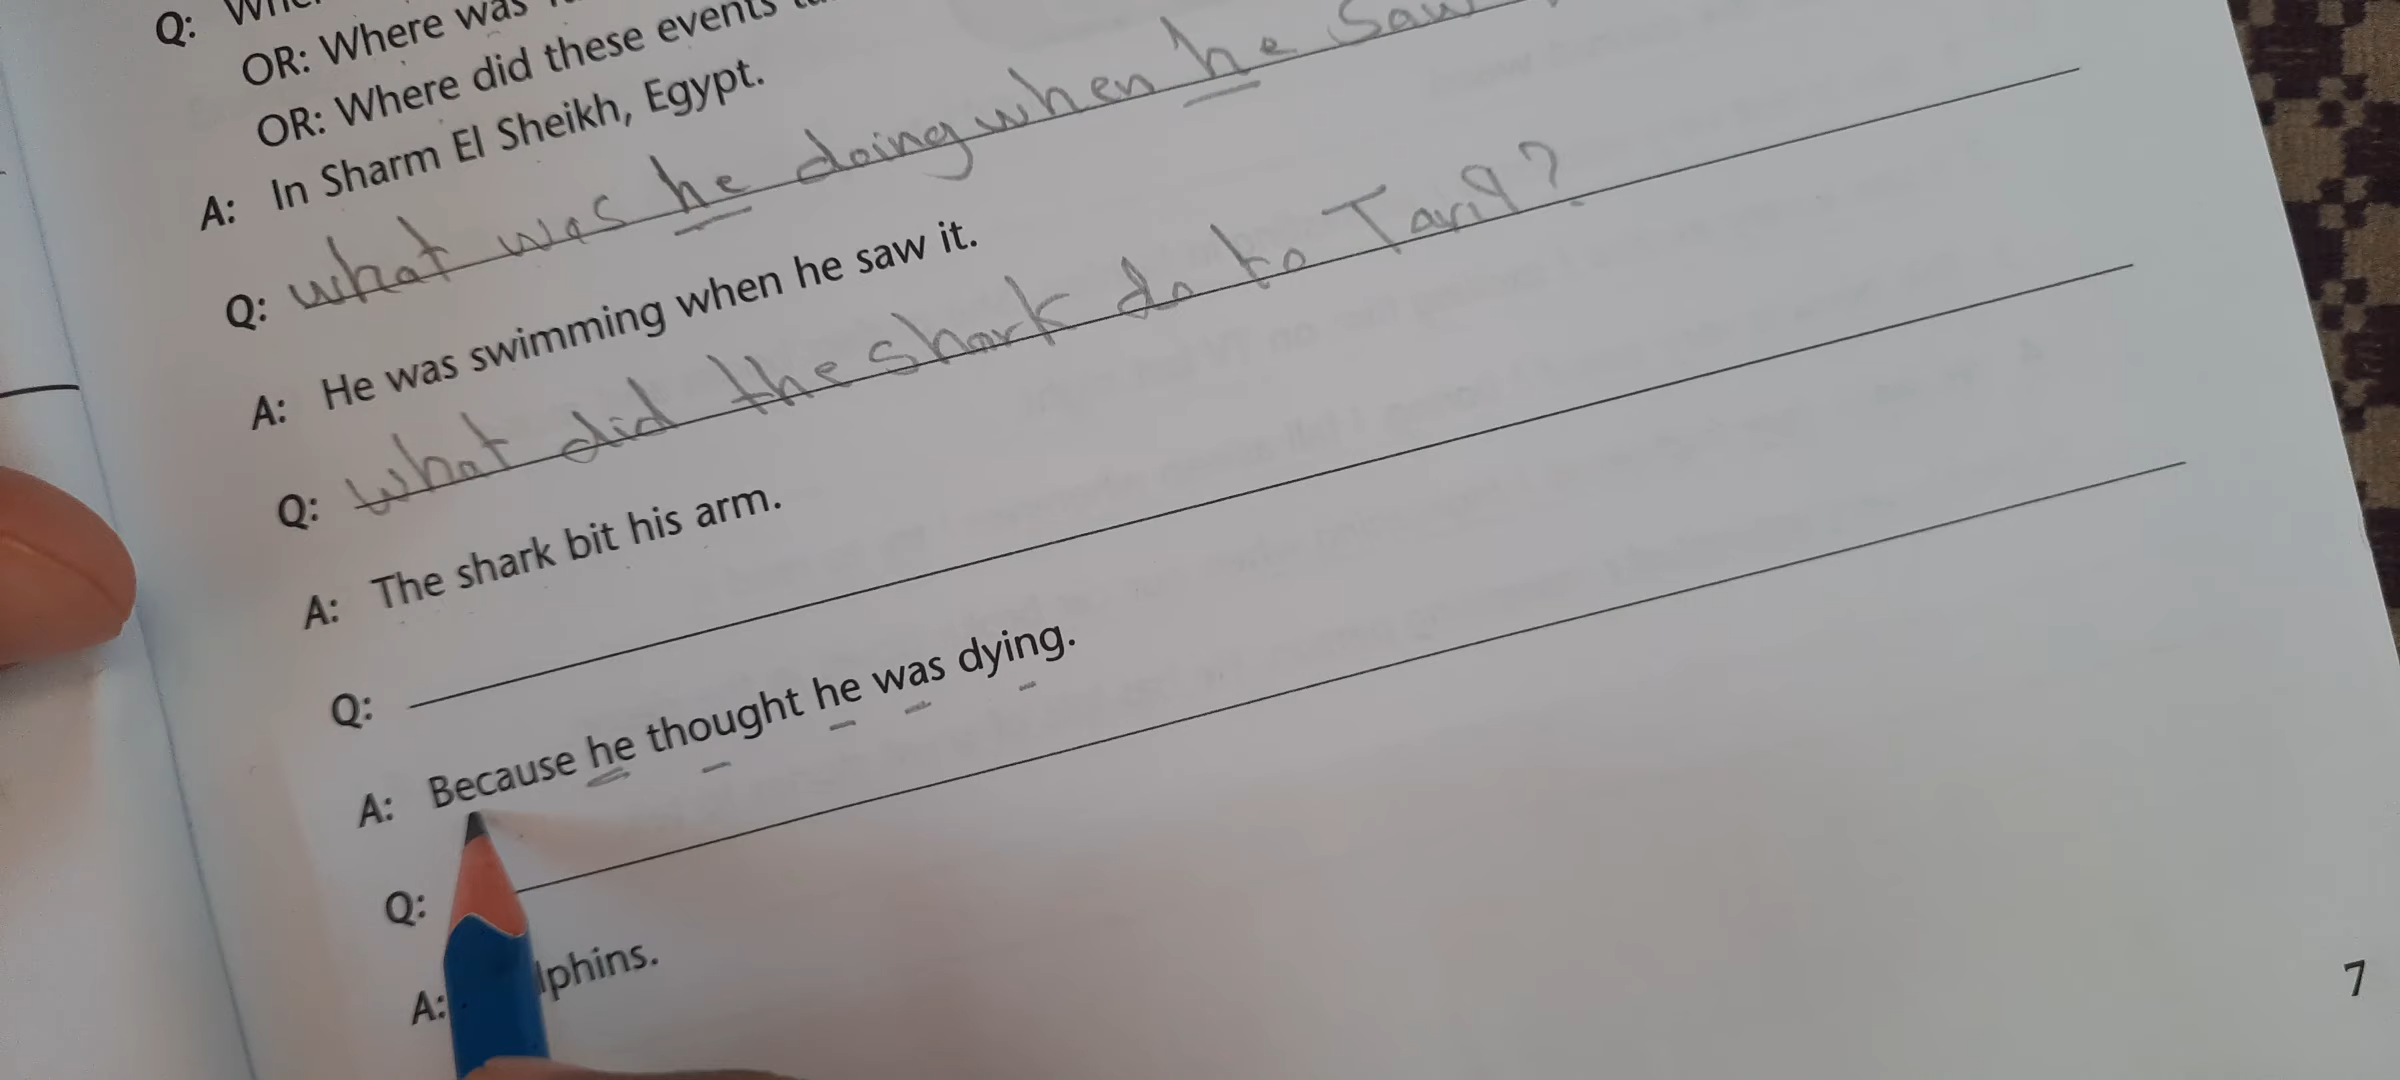 Q:
OR: Where was
OR: Where did these events
A: In Sharm El Sheikh, Egypt.
Q: what was he doing when he saw
A: He was swimming when he saw it.
Q: what did the shark do to Tariq?
A: The shark bit his arm.
Q:
A: Because he thought he was dying.
Q:
A: lphins.
7